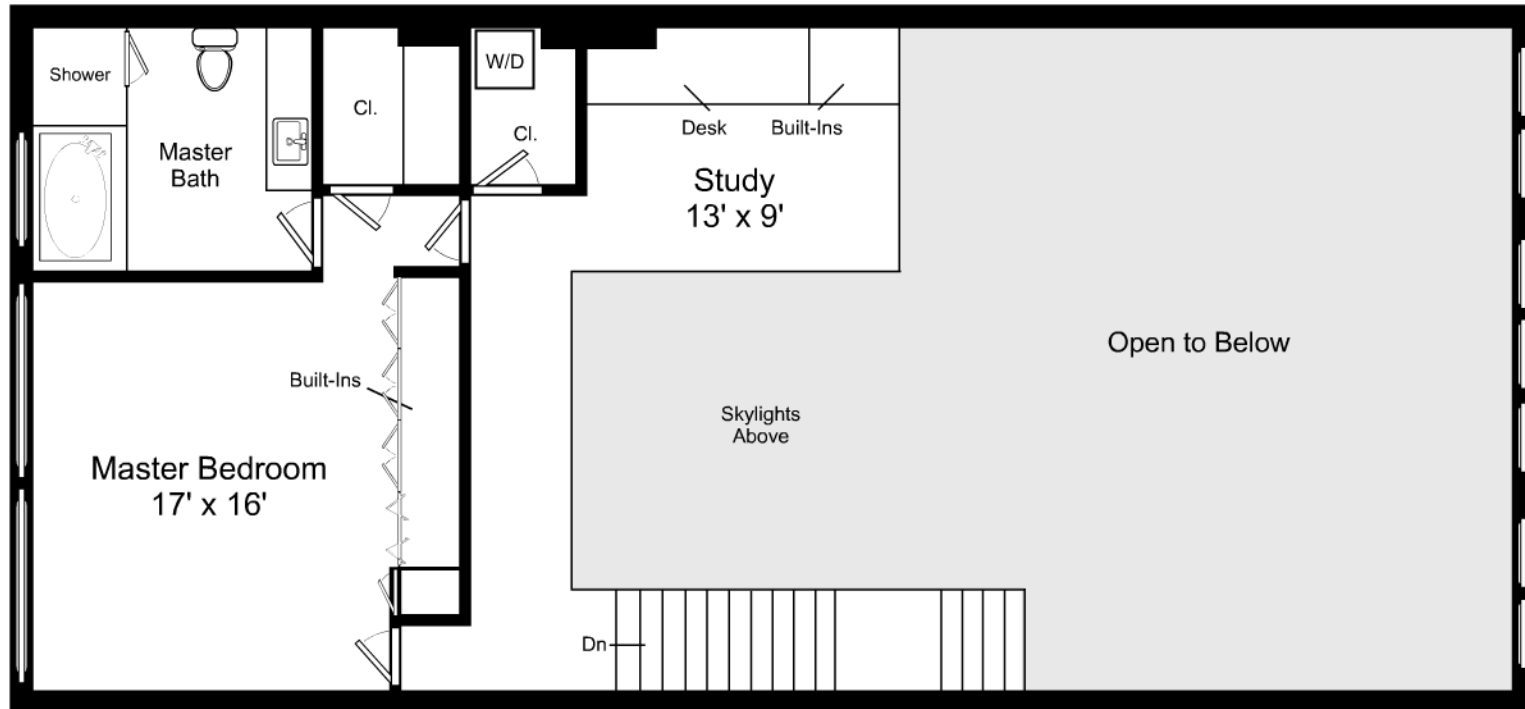 Shower
Master
Bath
Cl.
W/D
Cl.
Desk
Built-Ins
Study
13' x 9'
Open to Below
Built-Ins
Skylights
Above
Master Bedroom
17' x 16'
Dn